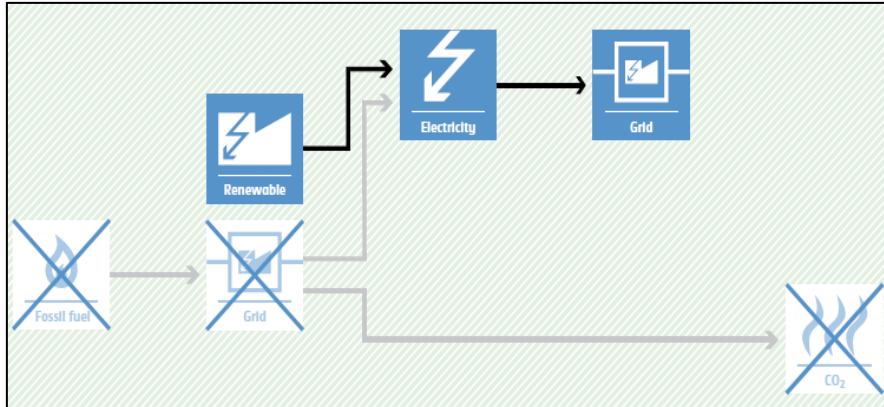 Electricity
Grid
Renewable
Fossil fuel
Grid
CO₂